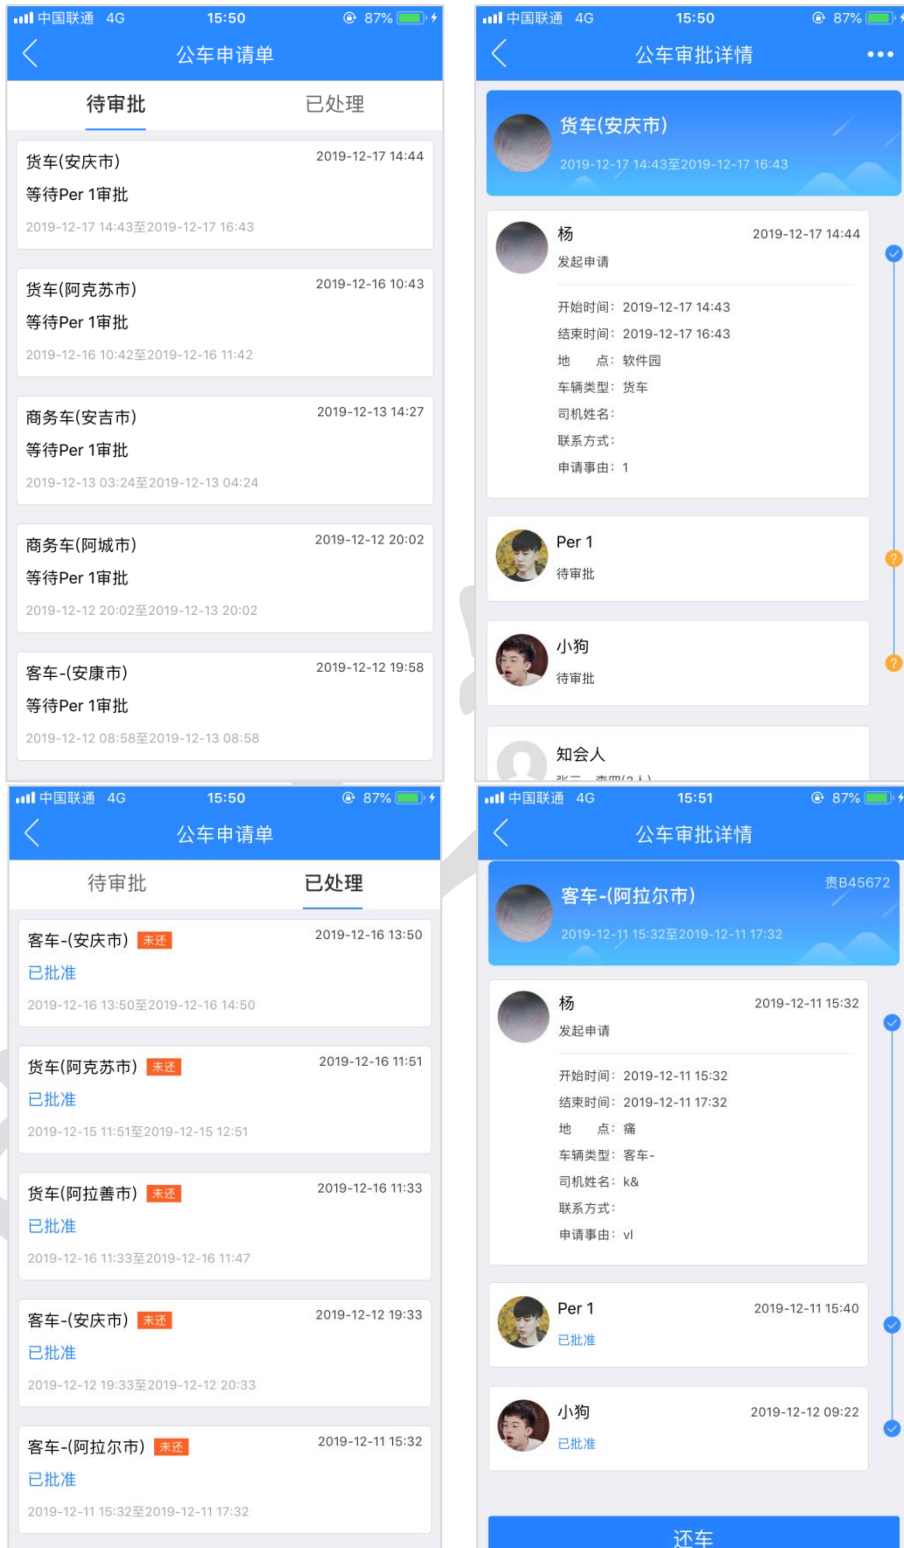 中国联通 4G 15:50 87%
公车申请单
待审批 已处理
货车(安庆市) 2019-12-17 14:44
等待Per 1审批
2019-12-17 14:43至2019-12-17 16:43
货车(阿克苏市) 2019-12-16 10:43
等待Per 1审批
2019-12-16 10:42至2019-12-16 11:42
商务车(安吉市) 2019-12-13 14:27
等待Per 1审批
2019-12-13 03:24至2019-12-13 04:24
商务车(阿城市) 2019-12-12 20:02
等待Per 1审批
2019-12-12 20:02至2019-12-13 20:02
客车-(安康市) 2019-12-12 19:58
等待Per 1审批
2019-12-12 08:58至2019-12-13 08:58
中国联通 4G 15:50 87%
公车审批详情
货车(安庆市)
2019-12-17 14:43至2019-12-17 16:43
杨 2019-12-17 14:44
发起申请
开始时间：2019-12-17 14:43
结束时间：2019-12-17 16:43
地 点：软件园
车辆类型：货车
司机姓名：
联系方式：
申请事由：1
Per 1
待审批
小狗
待审批
知会人
中国联通 4G 15:50 87%
公车申请单
待审批 已处理
客车-(安庆市) 未还 2019-12-16 13:50
已批准
2019-12-16 13:50至2019-12-16 14:50
货车(阿克苏市) 未还 2019-12-16 11:51
已批准
2019-12-15 11:51至2019-12-15 12:51
货车(阿拉善市) 未还 2019-12-16 11:33
已批准
2019-12-16 11:33至2019-12-16 11:47
客车-(安庆市) 未还 2019-12-12 19:33
已批准
2019-12-12 19:33至2019-12-12 20:33
客车-(阿拉尔市) 未还 2019-12-11 15:32
已批准
2019-12-11 15:32至2019-12-11 17:32
中国联通 4G 15:51 87%
公车审批详情
客车-(阿拉尔市) 贵B45672
2019-12-11 15:32至2019-12-11 17:32
杨 2019-12-11 15:32
发起申请
开始时间：2019-12-11 15:32
结束时间：2019-12-11 17:32
地 点：痛
车辆类型：客车-
司机姓名：k&
联系方式：
申请事由：vl
Per 1 2019-12-11 15:40
已批准
小狗 2019-12-12 09:22
已批准
还车